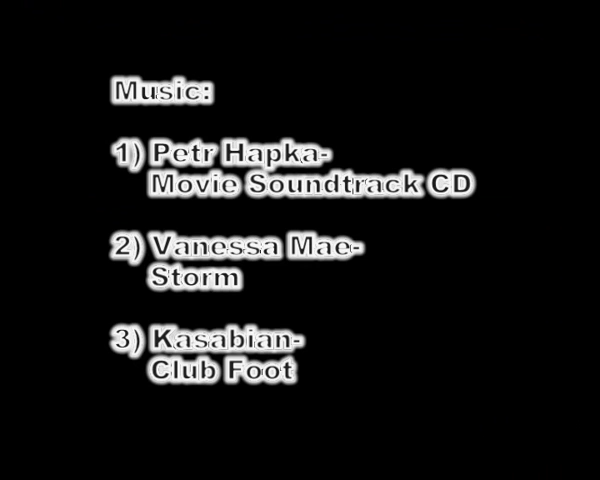 Music:
1) Petr Hapka-
Movie Soundtrack CD
2) Vanessa Mae-
Storm
3) Kasabian-
Club Foot